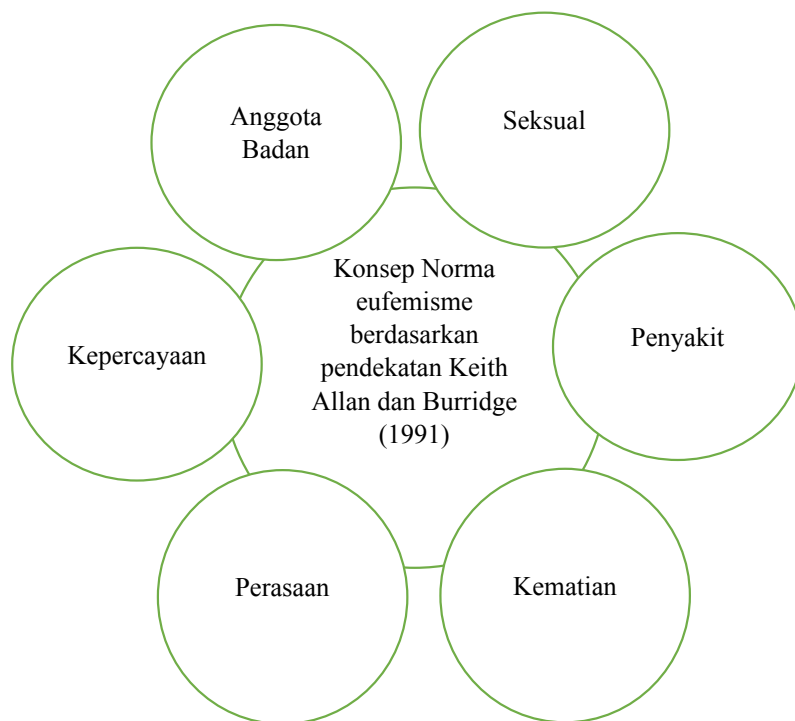 Anggota
Badan
Seksual
Konsep Norma
eufemisme
berdasarkan
pendekatan Keith
Allan dan Burridge
(1991)
Kepercayaan
Penyakit
Perasaan
Kematian